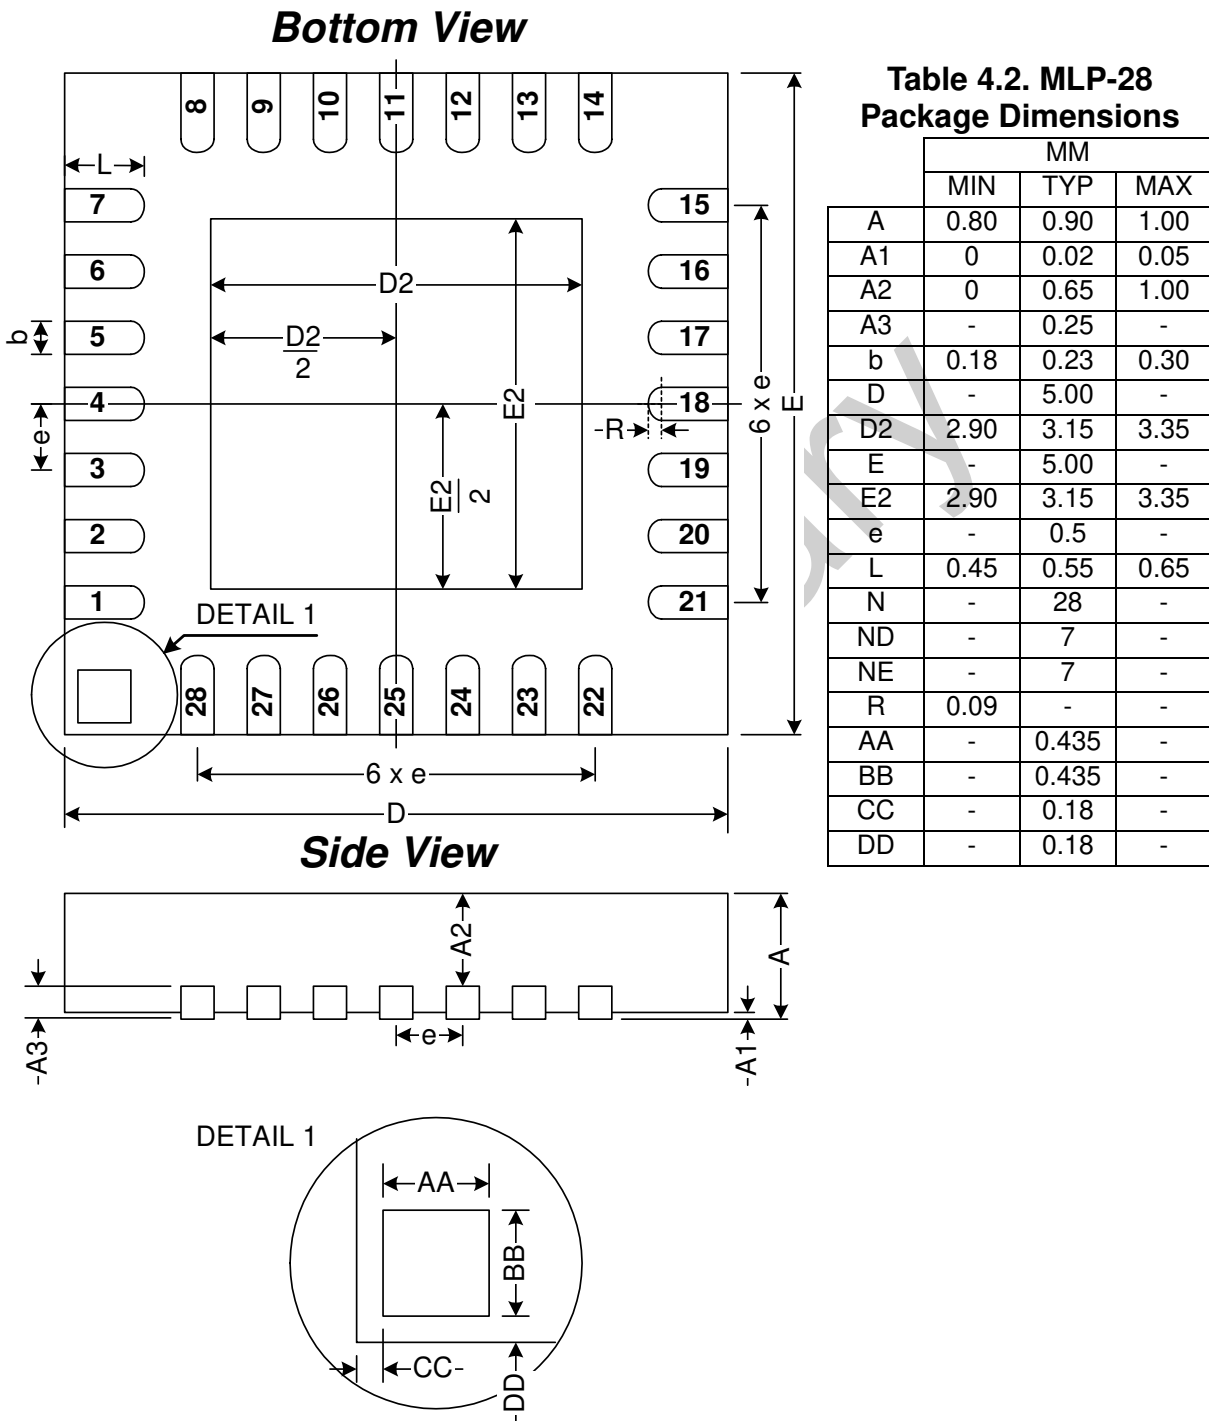 Bottom View
8 9 10 11 12 13 14
L
7 15
6 16
D2
b 5 17
D2
2
4 18
E2
R
6 x e
E
e
3 19
E2
2
2 20
1 21
DETAIL 1
28 27 26 25 24 23 22
6 x e
D
Table 4.2. MLP-28
Package Dimensions
MM
MIN TYP MAX
A 0.80 0.90 1.00
A1 0 0.02 0.05
A2 0 0.65 1.00
A3 - 0.25 -
b 0.18 0.23 0.30
D - 5.00 -
D2 2.90 3.15 3.35
E - 5.00 -
E2 2.90 3.15 3.35
e - 0.5 -
L 0.45 0.55 0.65
N - 28 -
ND - 7 -
NE - 7 -
R 0.09 - -
AA - 0.435 -
BB - 0.435 -
CC - 0.18 -
DD - 0.18 -
Side View
A2
A
e
A3
A1
DETAIL 1
AA
BB
CC
DD